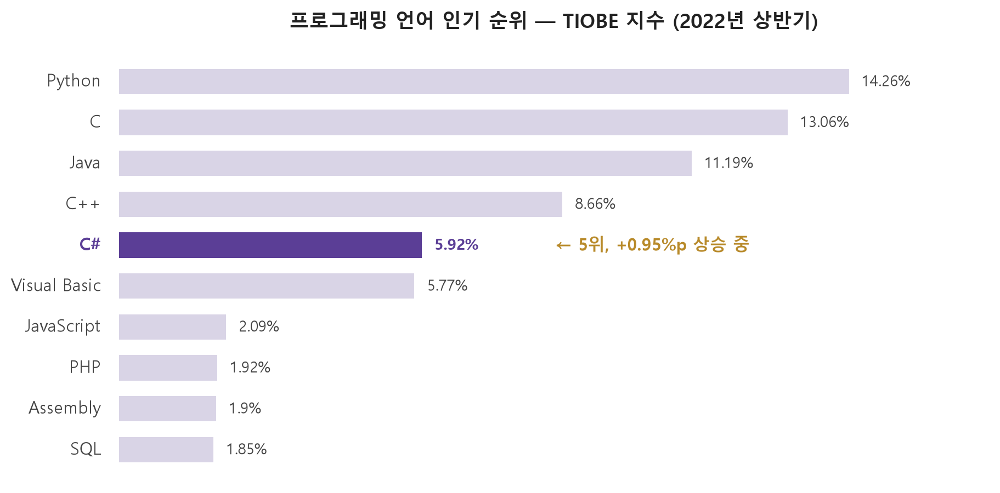 프로그래밍 언어 인기 순위 — TIOBE 지수 (2022년 상반기)
Python 14.26%
C 13.06%
Java 11.19%
C++ 8.66%
C# 5.92% ← 5위, +0.95%p 상승 중
Visual Basic 5.77%
JavaScript 2.09%
PHP 1.92%
Assembly 1.9%
SQL 1.85%